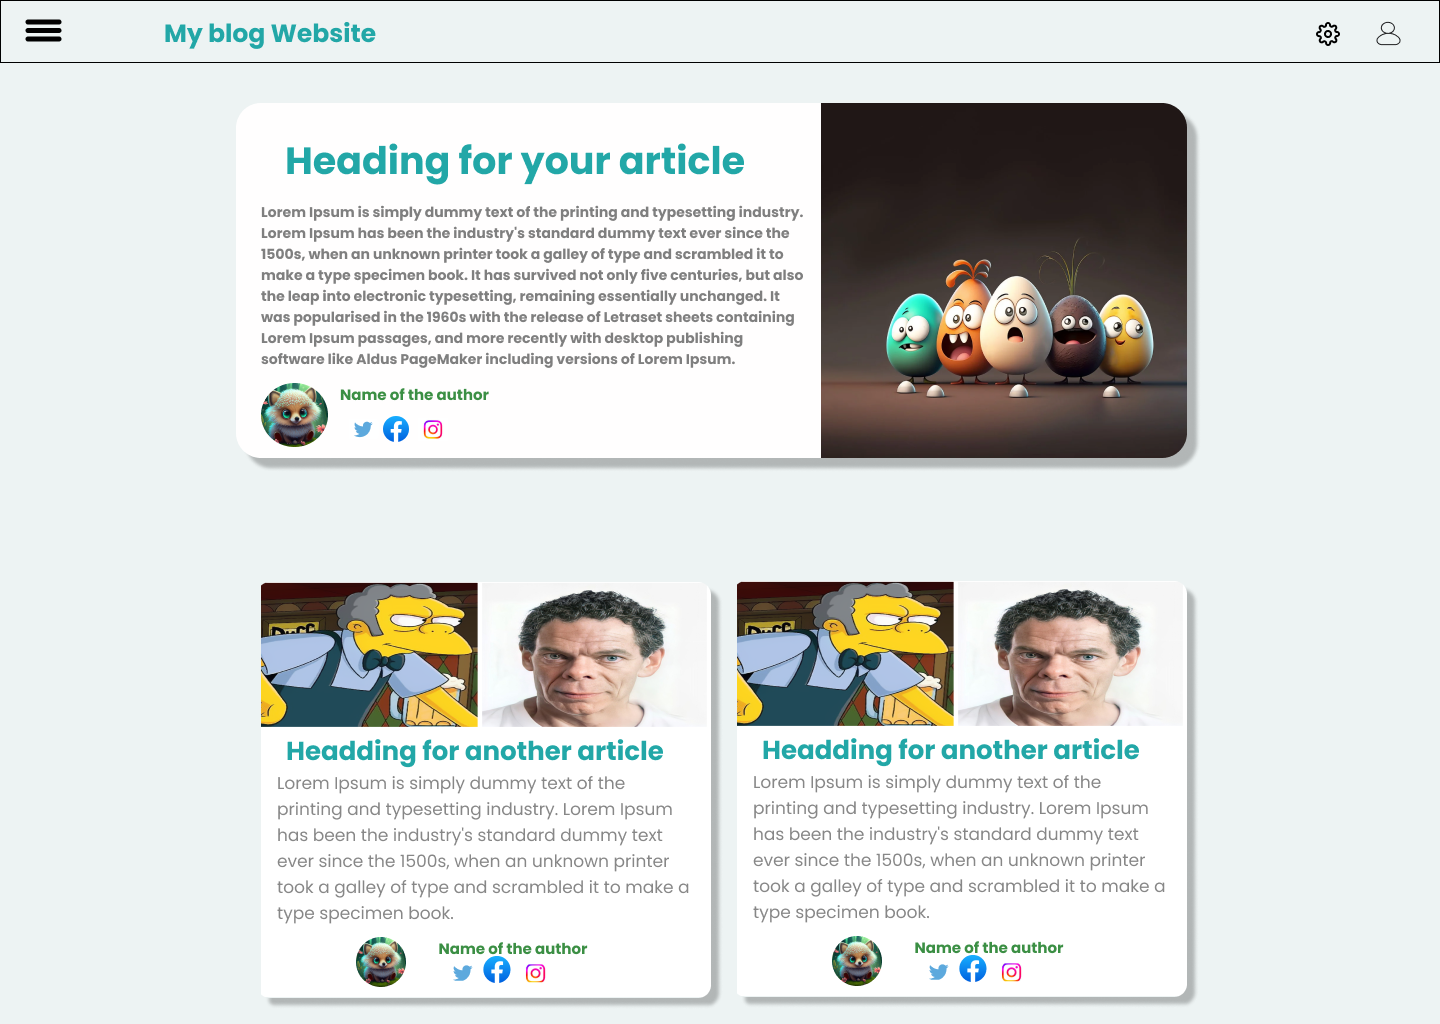 My blog Website
Heading for your article
Lorem Ipsum is simply dummy text of the printing and typesetting industry.
Lorem Ipsum has been the industry's standard dummy text ever since the
1500s, when an unknown printer took a galley of type and scrambled it to
make a type specimen book. It has survived not only five centuries, but also
the leap into electronic typesetting, remaining essentially unchanged. It
was popularised in the 1960s with the release of Letraset sheets containing
Lorem Ipsum passages, and more recently with desktop publishing
software like Aldus PageMaker including versions of Lorem Ipsum.
Name of the author
Duff
Headding for another article
Lorem Ipsum is simply dummy text of the
printing and typesetting industry. Lorem Ipsum
has been the industry's standard dummy text
ever since the 1500s, when an unknown printer
took a galley of type and scrambled it to make a
type specimen book.
Name of the author
Duff
Headding for another article
Lorem Ipsum is simply dummy text of the
printing and typesetting industry. Lorem Ipsum
has been the industry's standard dummy text
ever since the 1500s, when an unknown printer
took a galley of type and scrambled it to make a
type specimen book.
Name of the author